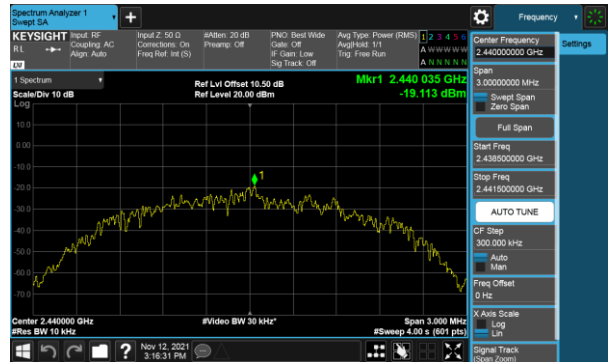 Spectrum Analyzer 1
Swept SA
+
Frequency
KEYSIGHT
RL
LXI
Input: RF
Coupling: AC
Align: Auto
Input Z: 50 Ω
Corrections: On
Freq Ref: Int (S)
#Atten: 20 dB
Preamp: Off
PNO: Best Wide
Gate: Off
IF Gain: Low
Sig Track: Off
Avg Type: Power (RMS)
Avg|Hold: 1/1
Trig: Free Run
1 2 3 4 5 6
A W W W W W
A N N N N N
1 Spectrum
Scale/Div 10 dB
Ref Lvl Offset 10.50 dB
Ref Level 20.00 dBm
Mkr1 2.440 035 GHz
-19.113 dBm
Log
10.0
0.00
-10.0
-20.0
-30.0
-40.0
-50.0
-60.0
-70.0
1
Center 2.440000 GHz
#Res BW 10 kHz
#Video BW 30 kHz*
Span 3.000 MHz
#Sweep 4.00 s (601 pts)
Center Frequency
2.440000000 GHz
Settings
Span
3.00000000 MHz
Swept Span
Zero Span
Full Span
Start Freq
2.438500000 GHz
Stop Freq
2.441500000 GHz
AUTO TUNE
CF Step
300.000 kHz
Auto
Man
Freq Offset
0 Hz
X Axis Scale
Log
Lin
Signal Track
(Span Zoom)
?
Nov 12, 2021
3:16:31 PM